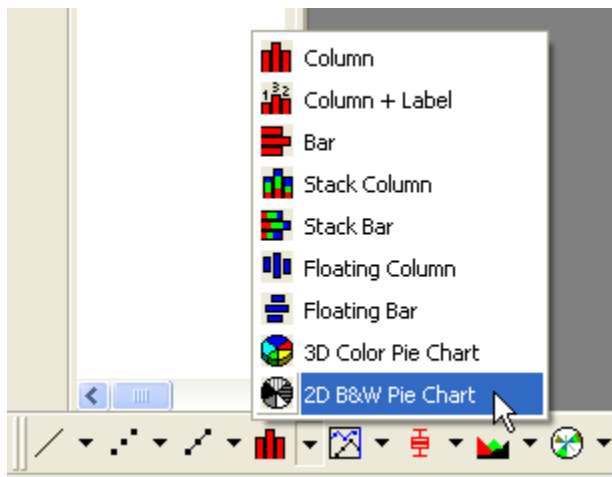 Column
123
Column + Label
Bar
Stack Column
Stack Bar
Floating Column
Floating Bar
3D Color Pie Chart
2D B&W Pie Chart